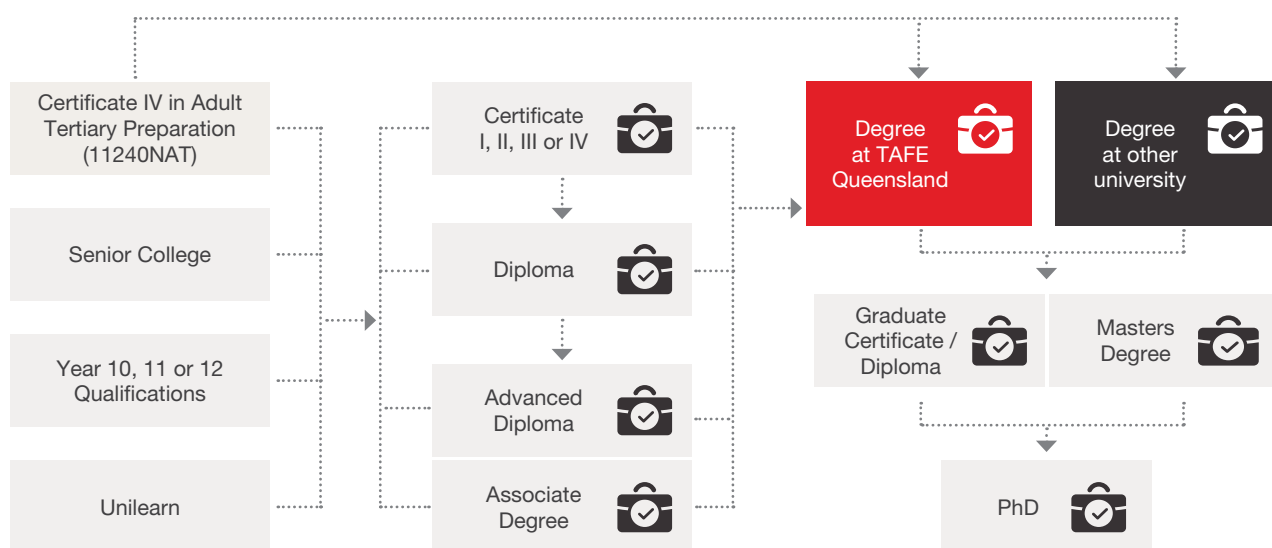 Certificate IV in Adult
Tertiary Preparation
(11240NAT)
Senior College
Year 10, 11 or 12
Qualifications
Unilearn
Certificate
I, II, III or IV
Diploma
Advanced
Diploma
Associate
Degree
Degree
at TAFE
Queensland
Degree
at other
university
Graduate
Certificate /
Diploma
Masters
Degree
PhD